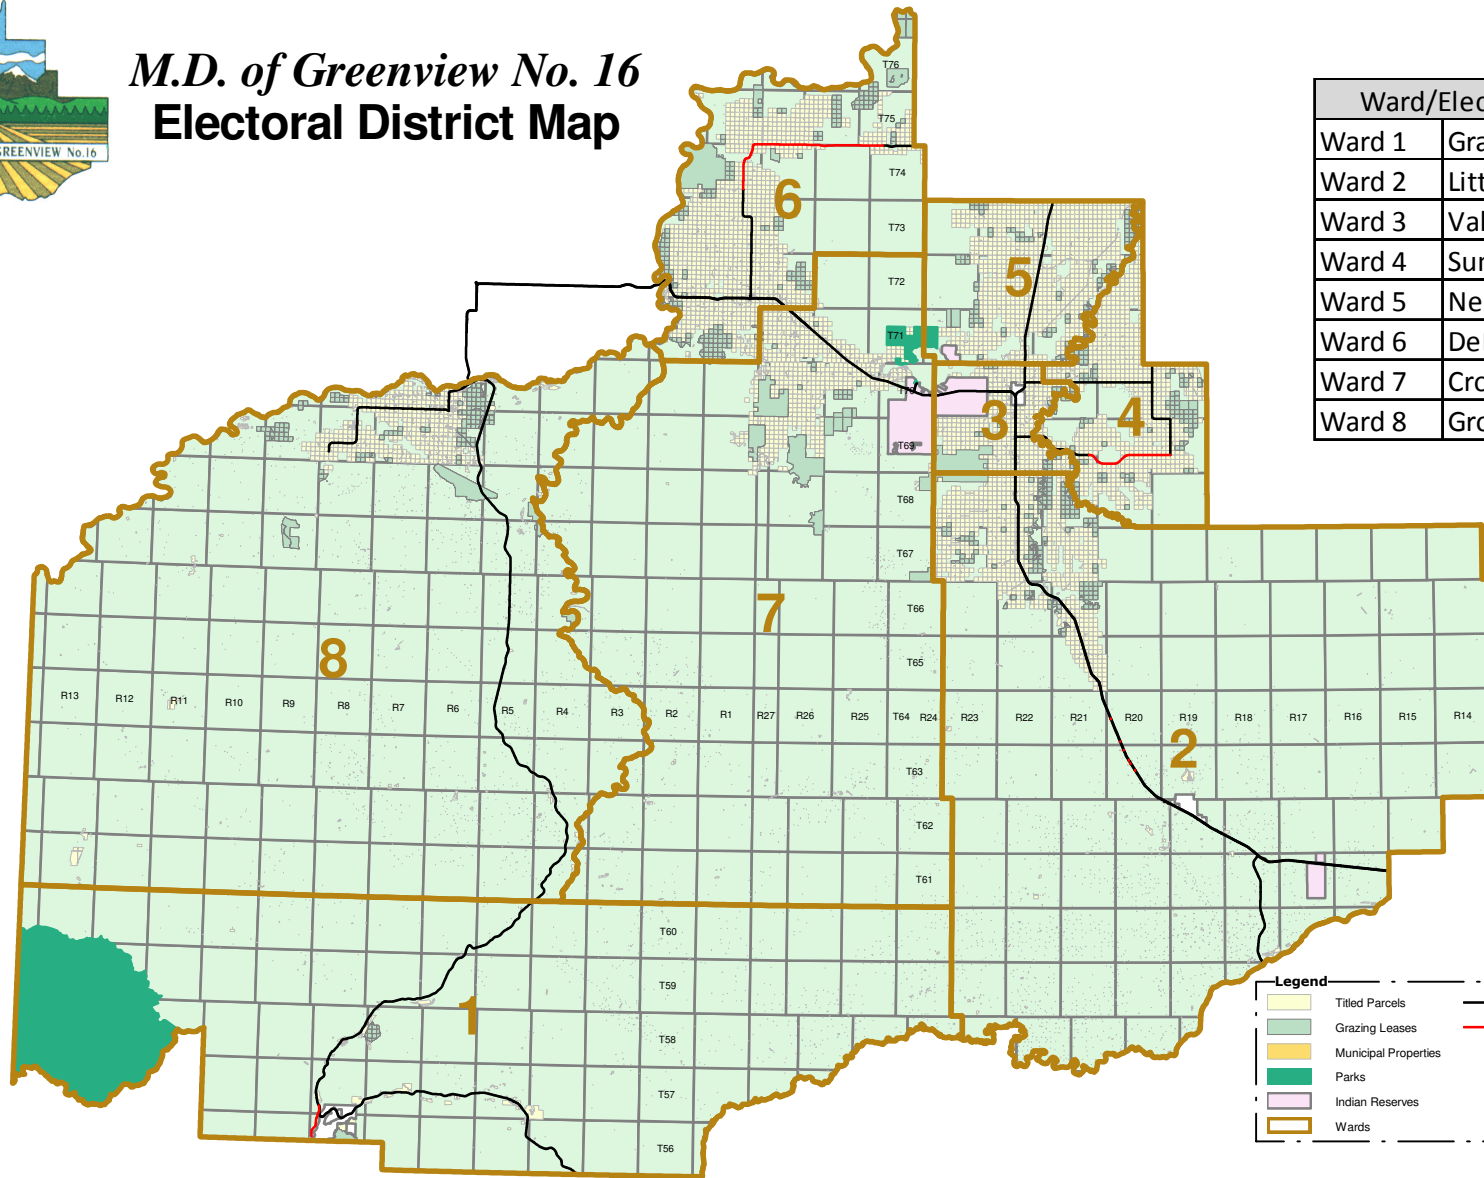 M.D. of Greenview No. 16
Electoral District Map
GREENVIEW No.16
Ward/Elec
Ward 1 Gra
Ward 2 Litt
Ward 3 Val
Ward 4 Sun
Ward 5 Ne
Ward 6 De
Ward 7 Cro
Ward 8 Gro
T76
T75
T74
6
T73
5
T72
T71
3
4
T69
T68
T67
7
T66
8
T65
R13 R12 R11 R10 R9 R8 R7 R6 R5 R4 R3 R2 R1 R27 R26 R25 T64 R24 R23 R22 R21 R20 R19 R18 R17 R16 R15 R14
2
T63
T62
T61
T60
T59
1
T58
T57
T56
Legend
Titled Parcels
Grazing Leases
Municipal Properties
Parks
Indian Reserves
Wards